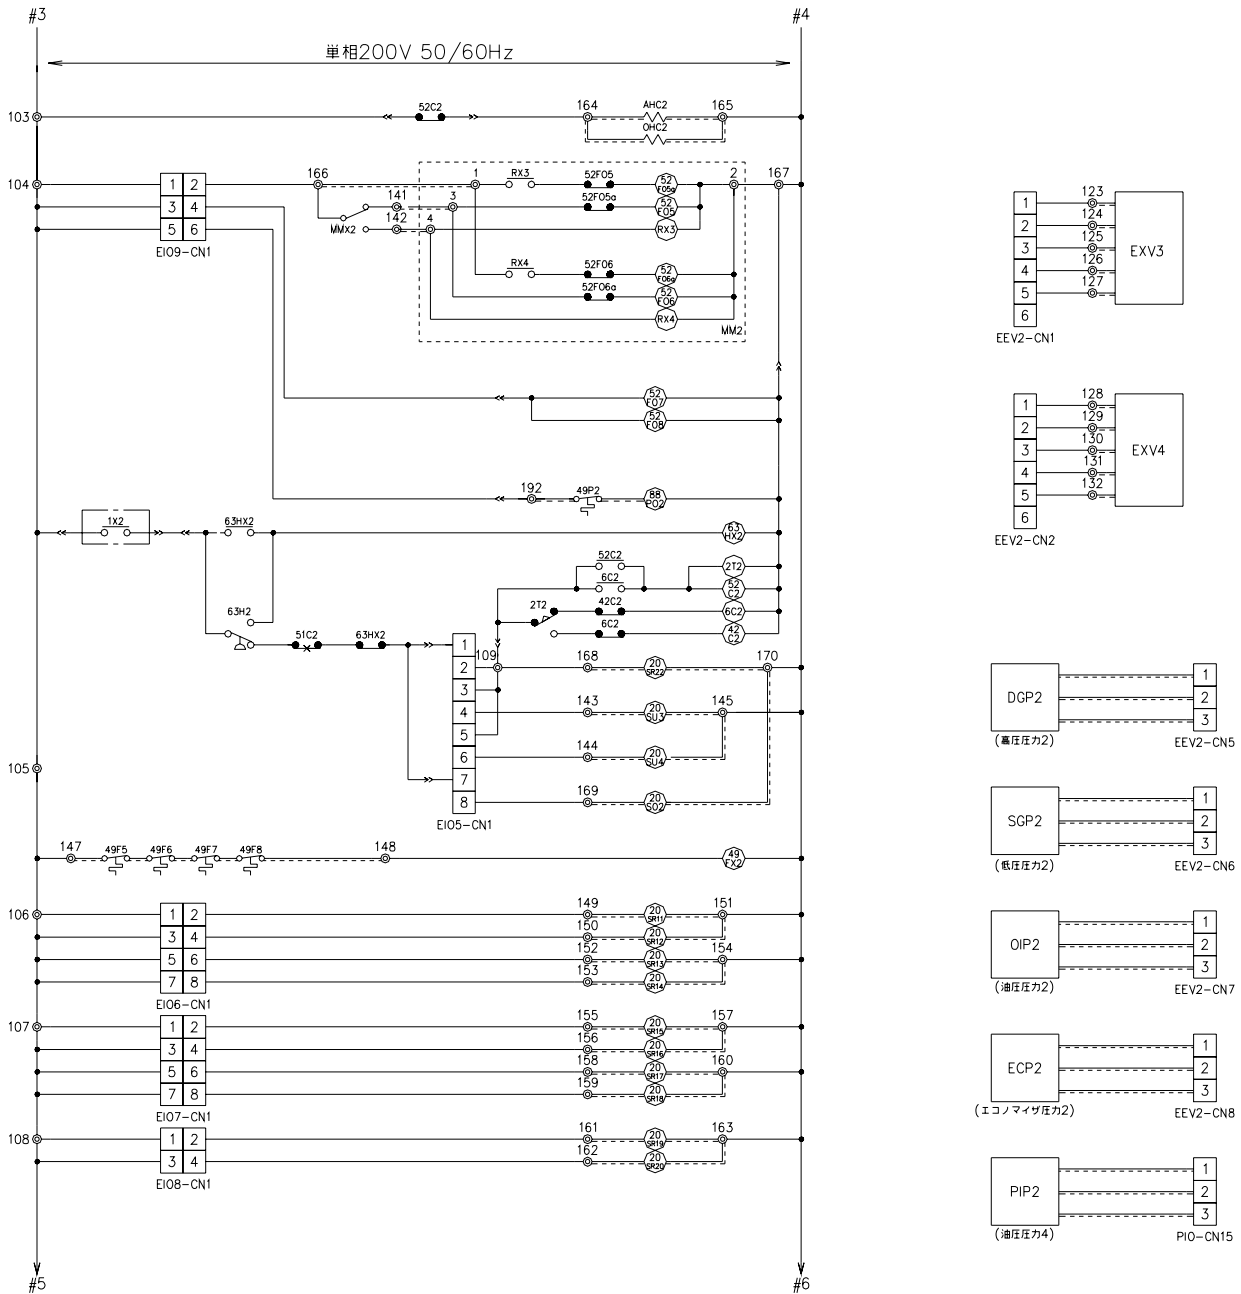 #3 #4
単相200V 50/60Hz
103 52C2 164 AHC2 165
OHC2
104 1 2 166 1 RX3 52FO5 52 FO5a 2 167
3 4 141 3 52FO5a 52 FO5
5 6 MMX2 142 4 RX3
EIO9-CN1
RX4 52FO6 52 FO6a
52FO6a 52 FO6
RX4 MM2
52 FO7
52 FO8
192 49P2 88 PO2
1X2 63HX2 63 HX2
52C2 2T2
6C2 52 C2
63H2 2T2 42C2 6C2
6C2 42 C2
51C2 63HX2 1
109 2 168 20 SR22 170
3
4 143 20 SU3 145
5
6 144 20 SU4
105 7
8 169 20 SO2
EIO5-CN1
147 49F5 49F6 49F7 49F8 148 49 FX2
106 1 2 149 20 SR11 151
3 4 150 20 SR12
5 6 152 20 SR13 154
7 8 153 20 SR14
EIO6-CN1
107 1 2 155 20 SR15 157
3 4 156 20 SR16
5 6 158 20 SR17 160
7 8 159 20 SR18
EIO7-CN1
108 1 2 161 20 SR19 163
3 4 162 20 SR20
EIO8-CN1
#5 #6
1 123 EXV3
2 124
3 125
4 126
5 127
6
EEV2-CN1
1 128 EXV4
2 129
3 130
4 131
5 132
6
EEV2-CN2
DGP2 1
2
3
(高圧圧力2) EEV2-CN5
SGP2 1
2
3
(低圧圧力2) EEV2-CN6
OIP2 1
2
3
(油圧圧力2) EEV2-CN7
ECP2 1
2
3
(エコノマイザ圧力2) EEV2-CN8
PIP2 1
2
3
(油圧圧力4) PIO-CN15